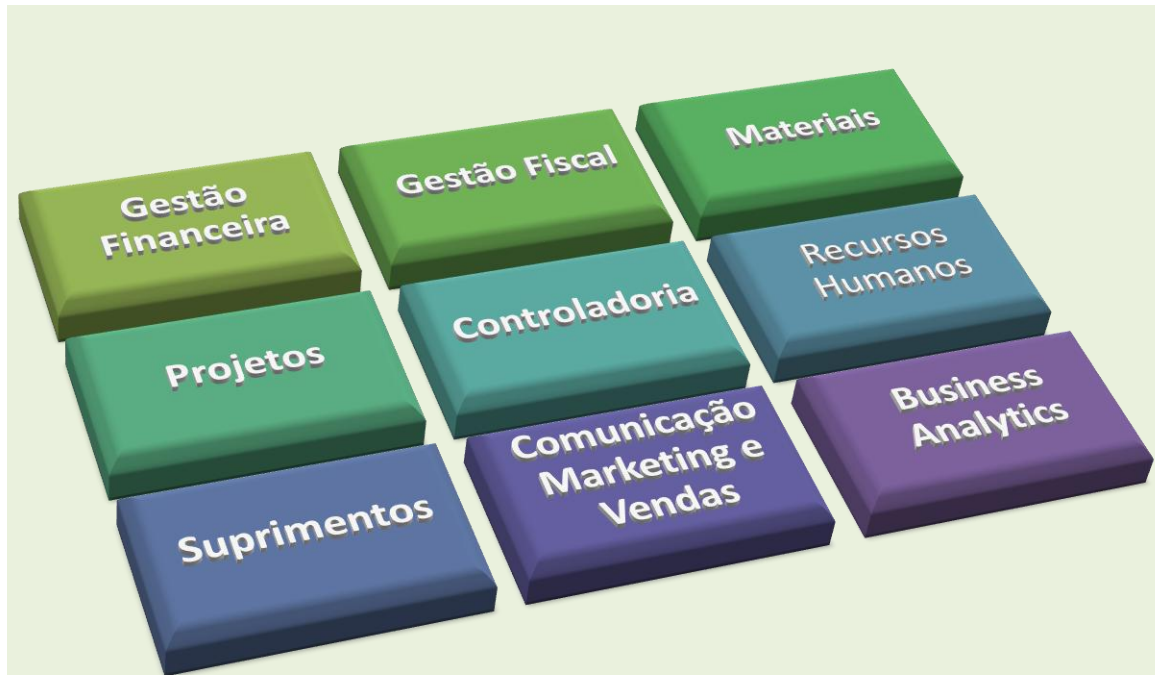 Gestão
Financeira
Gestão Fiscal
Materiais
Projetos
Controladoria
Recursos
Humanos
Suprimentos
Comunicação
Marketing e
Vendas
Business
Analytics